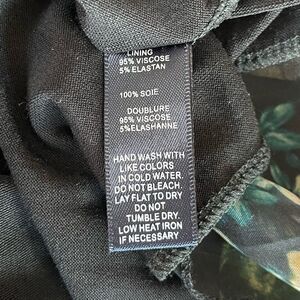 LINING
95% VISCOSE
5% ELASTAN
100% SOIE
DOUBLURE
95% VISCOSE
5%ELASHANNE
HAND WASH WITH
LIKE COLORS
IN COLD WATER.
DO NOT BLEACH.
LAY FLAT TO DRY
DO NOT
TUMBLE DRY.
LOW HEAT IRON
IF NECESSARY